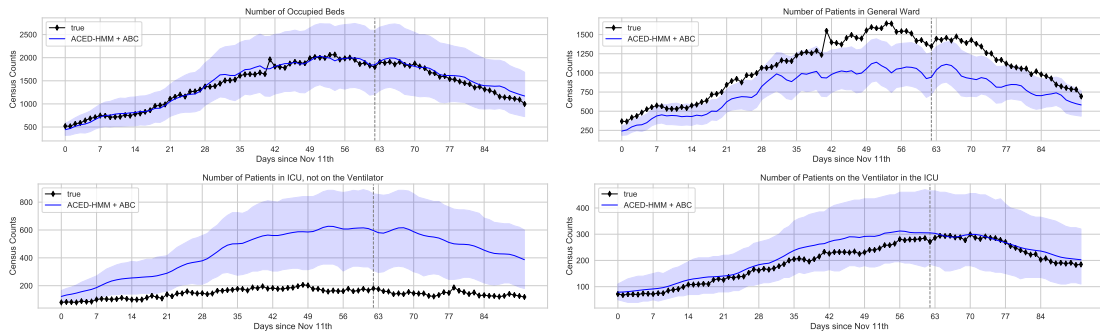 Number of Occupied Beds
true
ACED-HMM + ABC
Census Counts
2500
2000
1500
1000
500
0 7 14 21 28 35 42 49 56 63 70 77 84
Days since Nov 11th
Number of Patients in General Ward
true
ACED-HMM + ABC
Census Counts
1500
1250
1000
750
500
250
0 7 14 21 28 35 42 49 56 63 70 77 84
Days since Nov 11th
Number of Patients in ICU, not on the Ventilator
true
ACED-HMM + ABC
Census Counts
800
600
400
200
0 7 14 21 28 35 42 49 56 63 70 77 84
Days since Nov 11th
Number of Patients on the Ventilator in the ICU
true
ACED-HMM + ABC
Census Counts
400
300
200
100
0 7 14 21 28 35 42 49 56 63 70 77 84
Days since Nov 11th